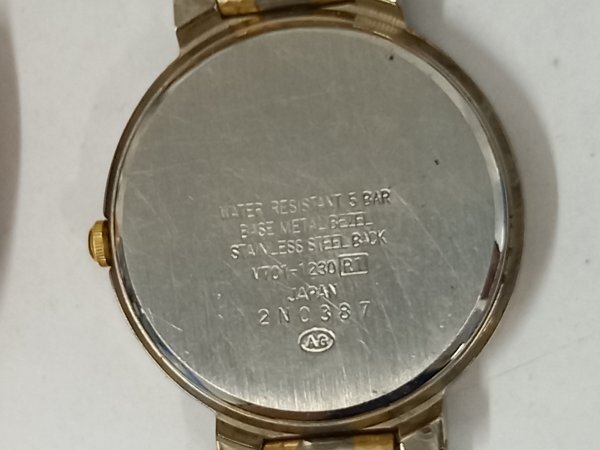 WATER RESISTANT 5 BAR
BASE METAL BEZEL
STAINLESS STEEL BACK
V701-1230 R1
JAPAN
2N0387
AG